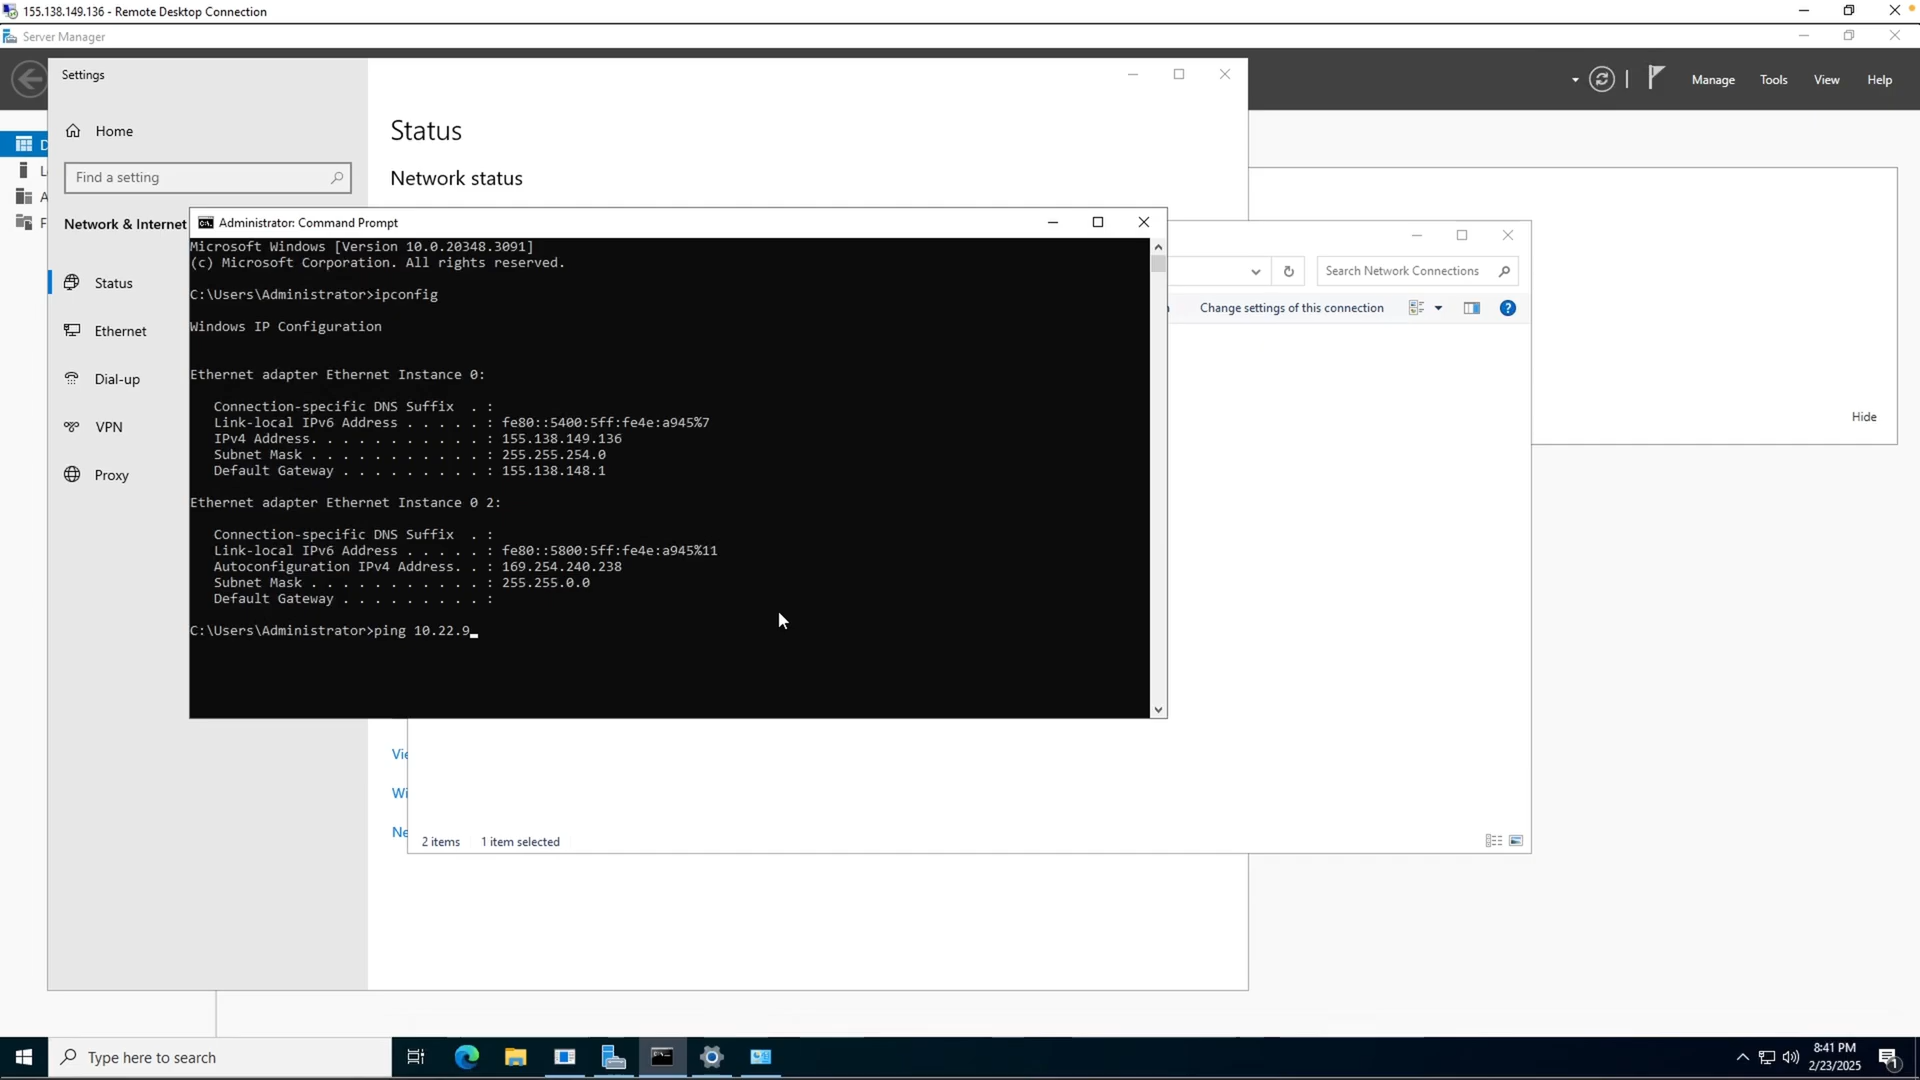 155.138.149.136 - Remote Desktop Connection
Server Manager
Manage
Tools
View
Help
Settings
Home
Find a setting
Network & Internet
Status
Ethernet
Dial-up
VPN
Proxy
Status
Network status
Administrator: Command Prompt
Microsoft Windows [Version 10.0.20348.3091]
(c) Microsoft Corporation. All rights reserved.
C:\Users\Administrator>ipconfig
Windows IP Configuration
Ethernet adapter Ethernet Instance 0:
Connection-specific DNS Suffix  . :
Link-local IPv6 Address . . . . . : fe80::5400:5ff:fe4e:a945%7
IPv4 Address. . . . . . . . . . . : 155.138.149.136
Subnet Mask . . . . . . . . . . . : 255.255.254.0
Default Gateway . . . . . . . . . : 155.138.148.1
Ethernet adapter Ethernet Instance 0 2:
Connection-specific DNS Suffix  . :
Link-local IPv6 Address . . . . . : fe80::5800:5ff:fe4e:a945%11
Autoconfiguration IPv4 Address. . : 169.254.240.238
Subnet Mask . . . . . . . . . . . : 255.255.0.0
Default Gateway . . . . . . . . . :
C:\Users\Administrator>ping 10.22.9_
Search Network Connections
Change settings of this connection
Hide
2 items
1 item selected
Type here to search
8:41 PM
2/23/2025
1